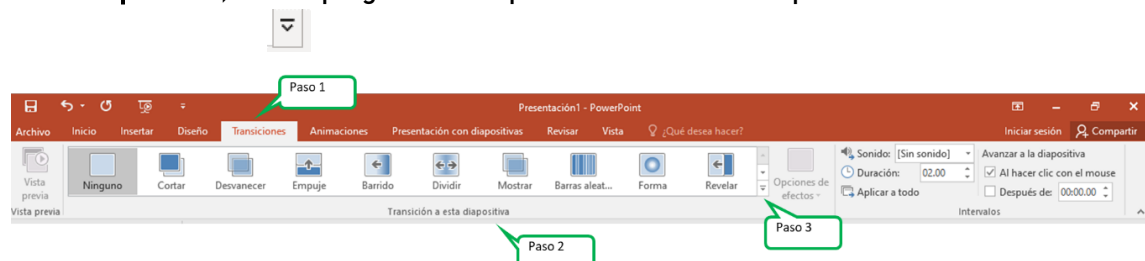 Paso 1
Presentación1 - PowerPoint
Archivo Inicio Insertar Diseño Transiciones Animaciones Presentación con diapositivas Revisar Vista ¿Qué desea hacer? Iniciar sesión Compartir
Vista previa
Ninguno Cortar Desvanecer Empuje Barrido Dividir Mostrar Barras aleat... Forma Revelar
Opciones de efectos
Sonido: [Sin sonido]
Duración: 02.00
Aplicar a todo
Avanzar a la diapositiva
Al hacer clic con el mouse
Después de: 00:00.00
Vista previa Transición a esta diapositiva Intervalos
Paso 2
Paso 3